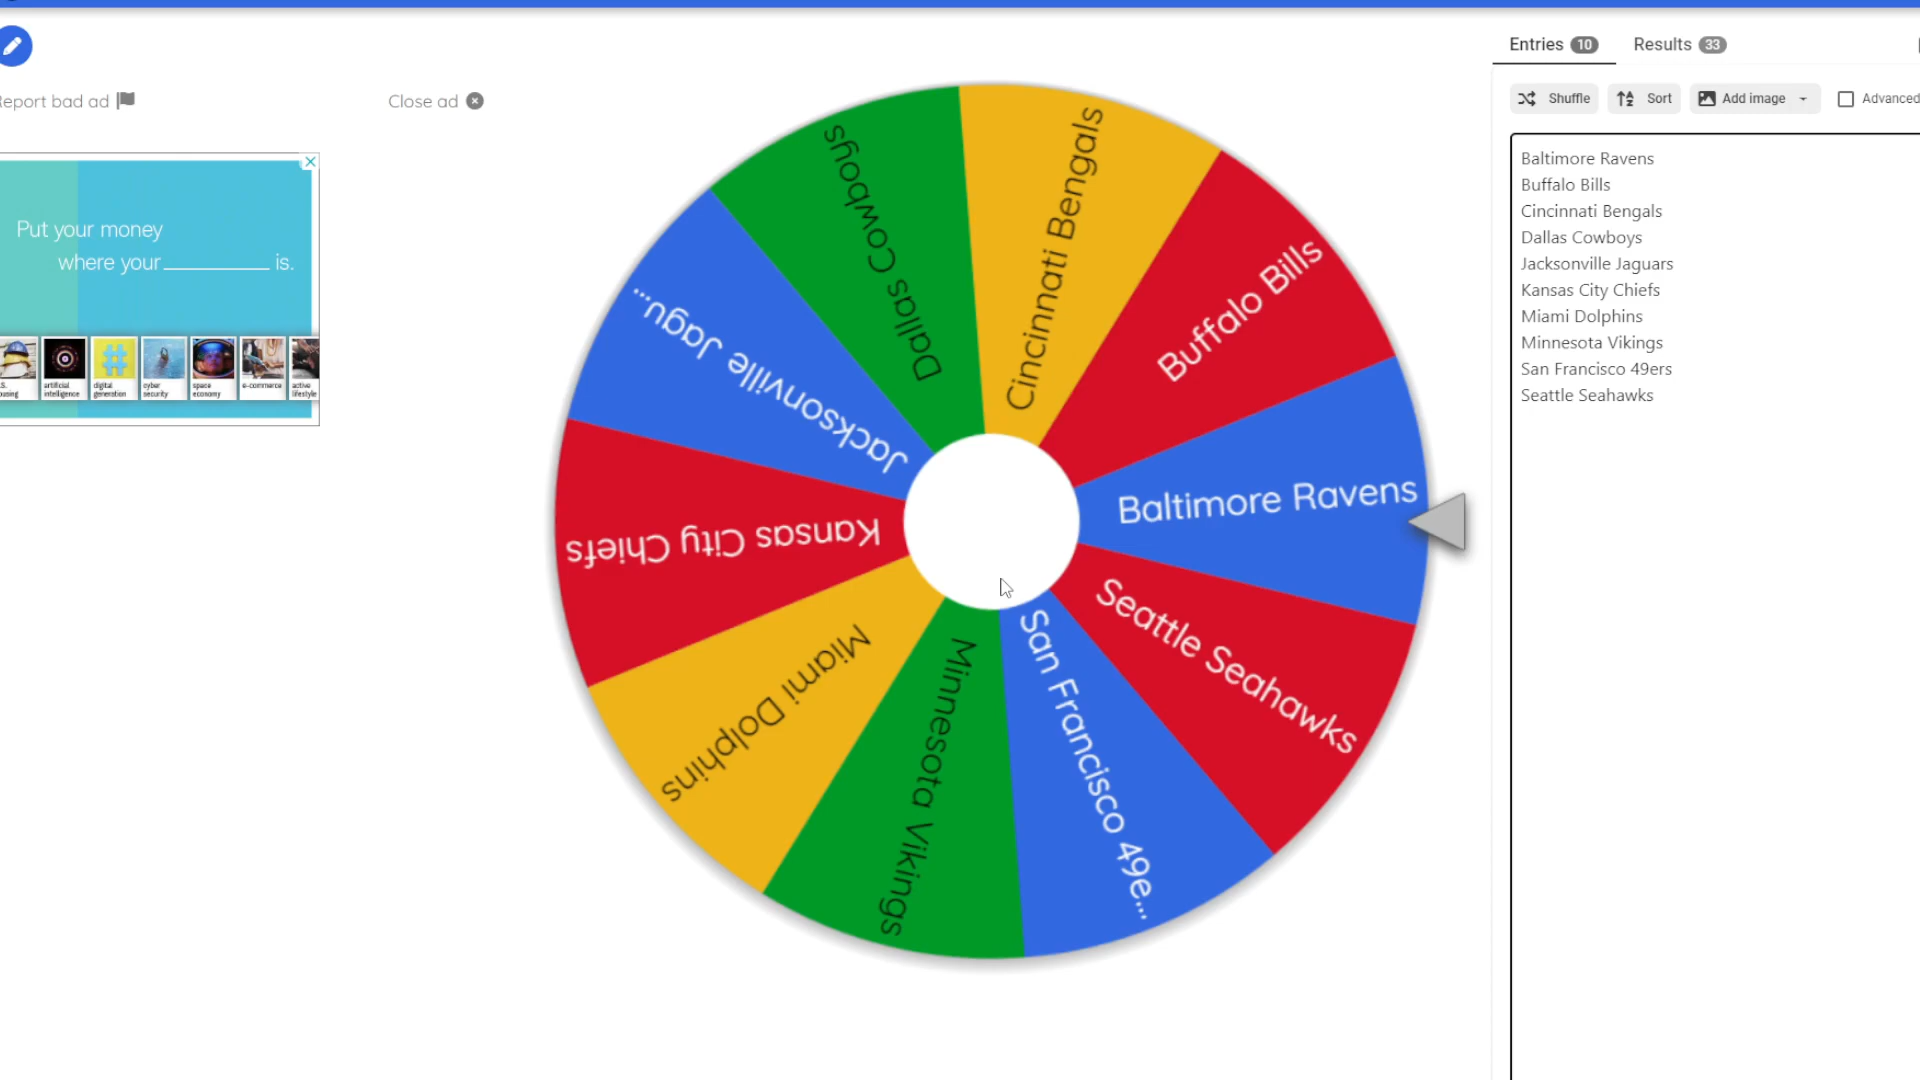 Entries 10
Results 33
Report bad ad
Close ad
Shuffle
Sort
Add image
Advanced
Put your money
where your __________ is.
artificial intelligence
digital generation
cyber security
space economy
e-commerce
active lifestyle
Dallas Cowboys
Cincinnati Bengals
Buffalo Bills
Baltimore Ravens
Seattle Seahawks
San Francisco 49e...
Minnesota Vikings
Miami Dolphins
Kansas City Chiefs
Jacksonville Jagu...
Baltimore Ravens
Buffalo Bills
Cincinnati Bengals
Dallas Cowboys
Jacksonville Jaguars
Kansas City Chiefs
Miami Dolphins
Minnesota Vikings
San Francisco 49ers
Seattle Seahawks